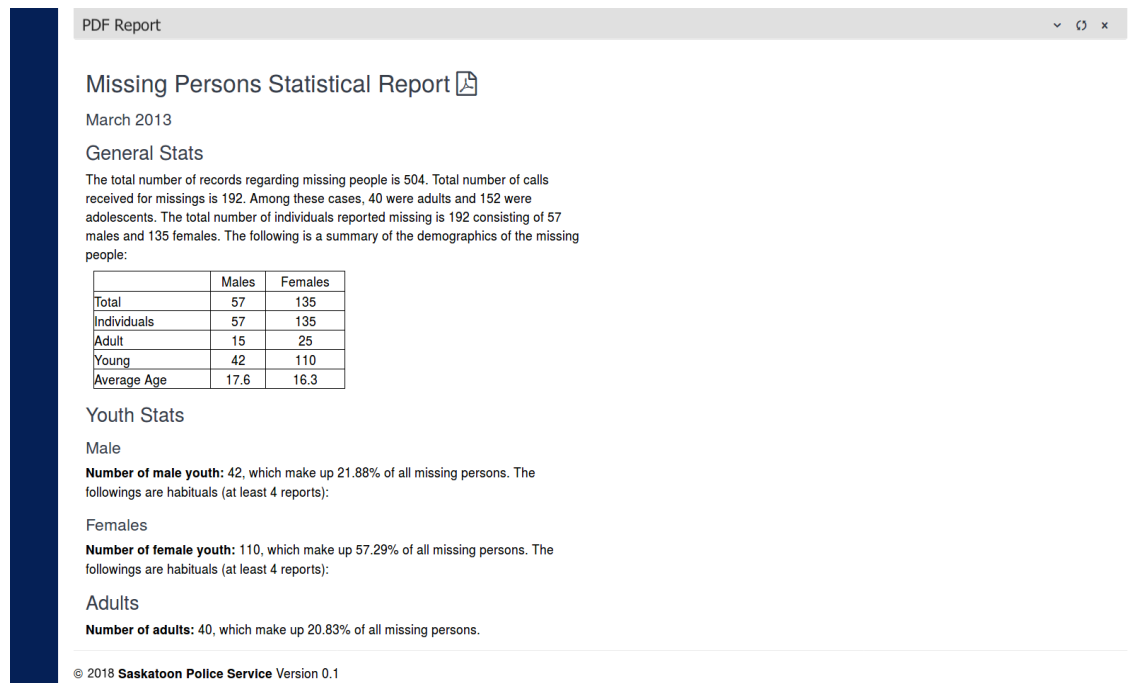 PDF Report
Missing Persons Statistical Report
March 2013
General Stats
The total number of records regarding missing people is 504. Total number of calls
received for missings is 192. Among these cases, 40 were adults and 152 were
adolescents. The total number of individuals reported missing is 192 consisting of 57
males and 135 females. The following is a summary of the demographics of the missing
people:
Males Females
Total 57 135
Individuals 57 135
Adult 15 25
Young 42 110
Average Age 17.6 16.3
Youth Stats
Male
Number of male youth: 42, which make up 21.88% of all missing persons. The
followings are habituals (at least 4 reports):
Females
Number of female youth: 110, which make up 57.29% of all missing persons. The
followings are habituals (at least 4 reports):
Adults
Number of adults: 40, which make up 20.83% of all missing persons.
© 2018 Saskatoon Police Service Version 0.1